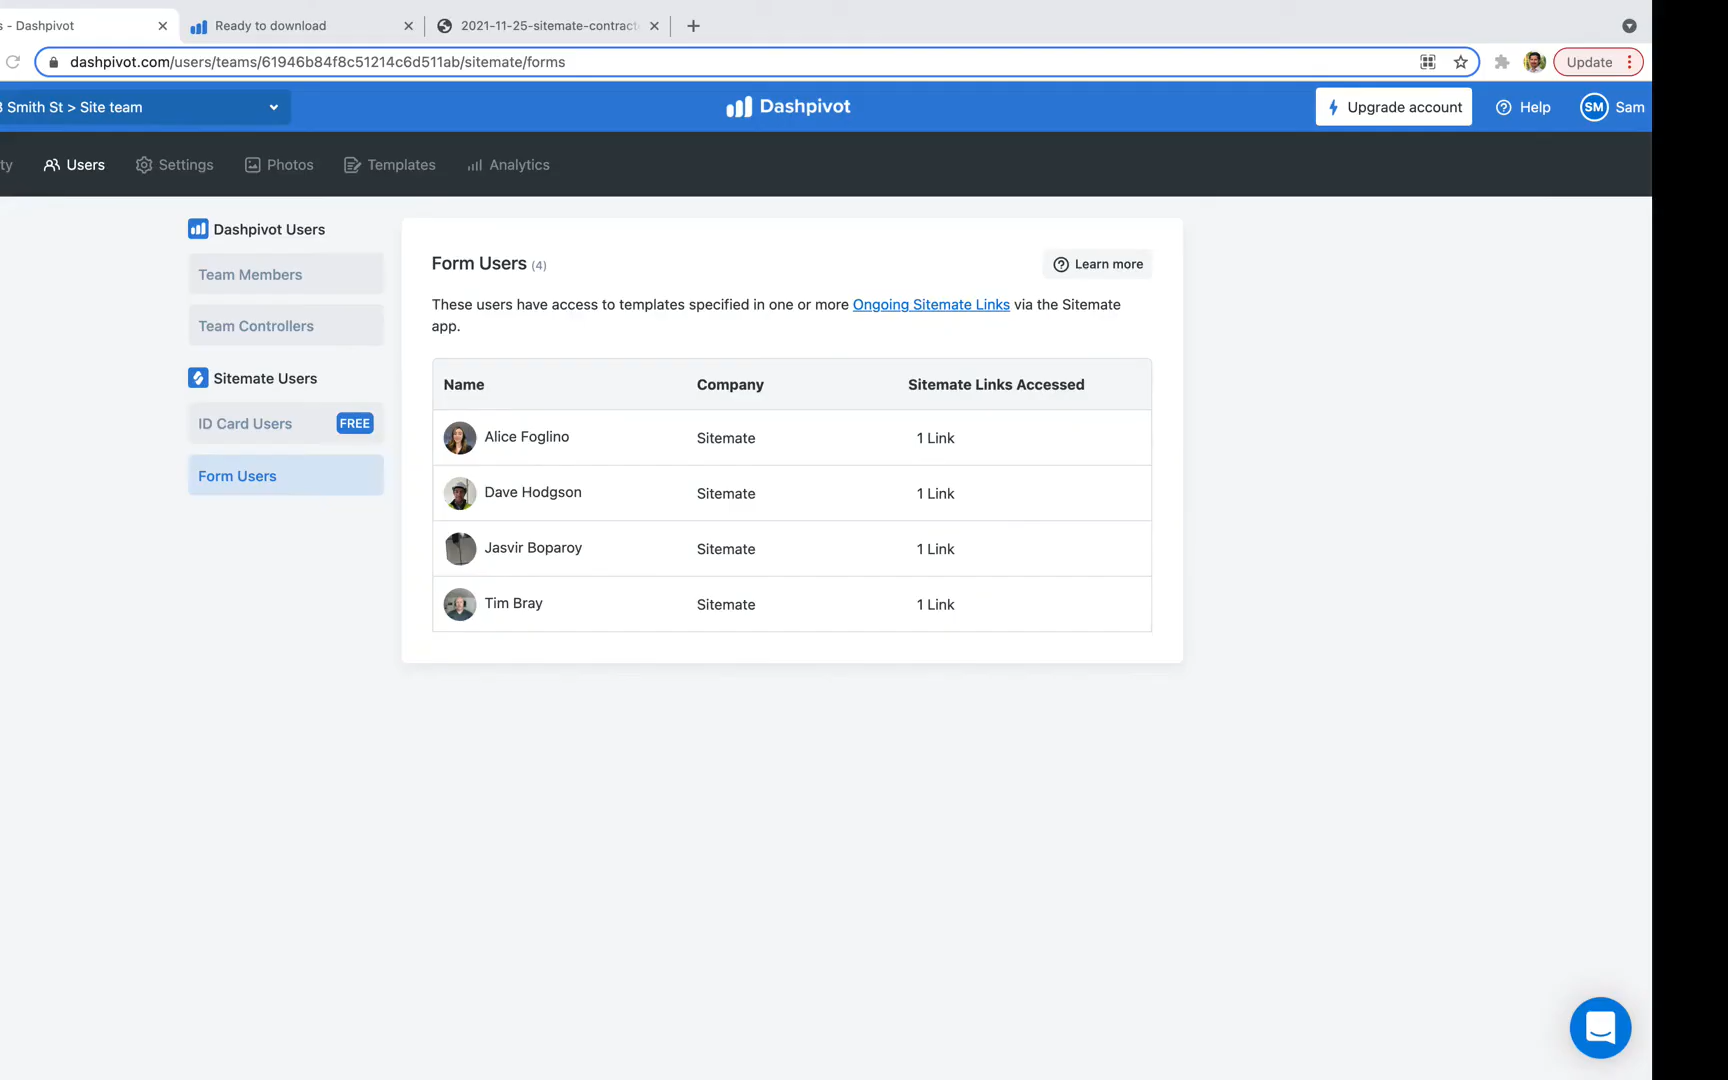 s - Dashpivot
Ready to download
2021-11-25-sitemate-contract
dashpivot.com/users/teams/61946b84f8c51214c6d511ab/sitemate/forms
Update
3 Smith St > Site team
Dashpivot
Upgrade account
Help
SM
Sam
ty
Users
Settings
Photos
Templates
Analytics
Dashpivot Users
Team Members
Team Controllers
Sitemate Users
ID Card Users
FREE
Form Users
Form Users (4)
Learn more
These users have access to templates specified in one or more Ongoing Sitemate Links via the Sitemate
app.
Name Company Sitemate Links Accessed
Alice Foglino Sitemate 1 Link
Dave Hodgson Sitemate 1 Link
Jasvir Boparoy Sitemate 1 Link
Tim Bray Sitemate 1 Link